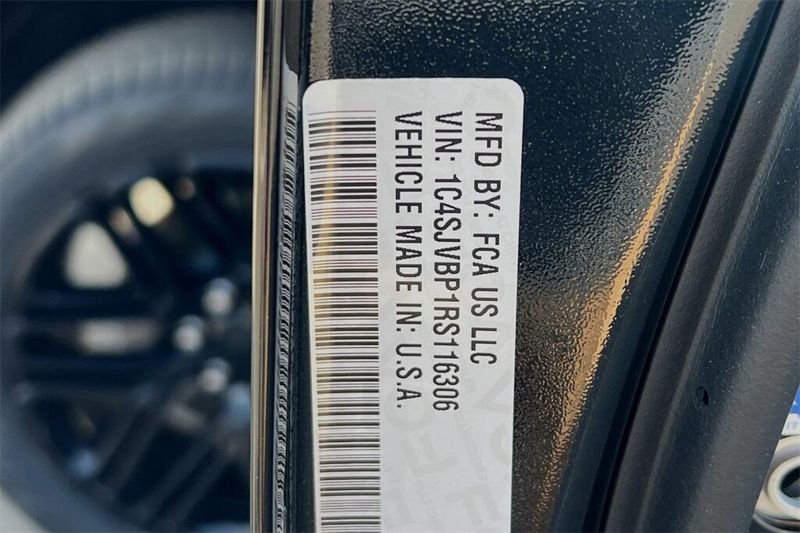 MFD BY: FCA US LLC
VIN: 1C4SJVBP1RS116306
VEHICLE MADE IN: U.S.A.